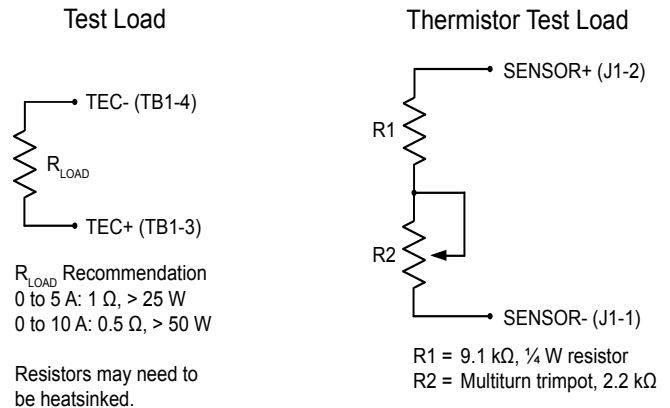 Test Load
TEC- (TB1-4)
R_LOAD
TEC+ (TB1-3)
R_LOAD Recommendation
0 to 5 A: 1 Ω, > 25 W
0 to 10 A: 0.5 Ω, > 50 W
Resistors may need to
be heatsinked.
Thermistor Test Load
SENSOR+ (J1-2)
R1
R2
SENSOR- (J1-1)
R1 = 9.1 kΩ, ¼ W resistor
R2 = Multiturn trimpot, 2.2 kΩ